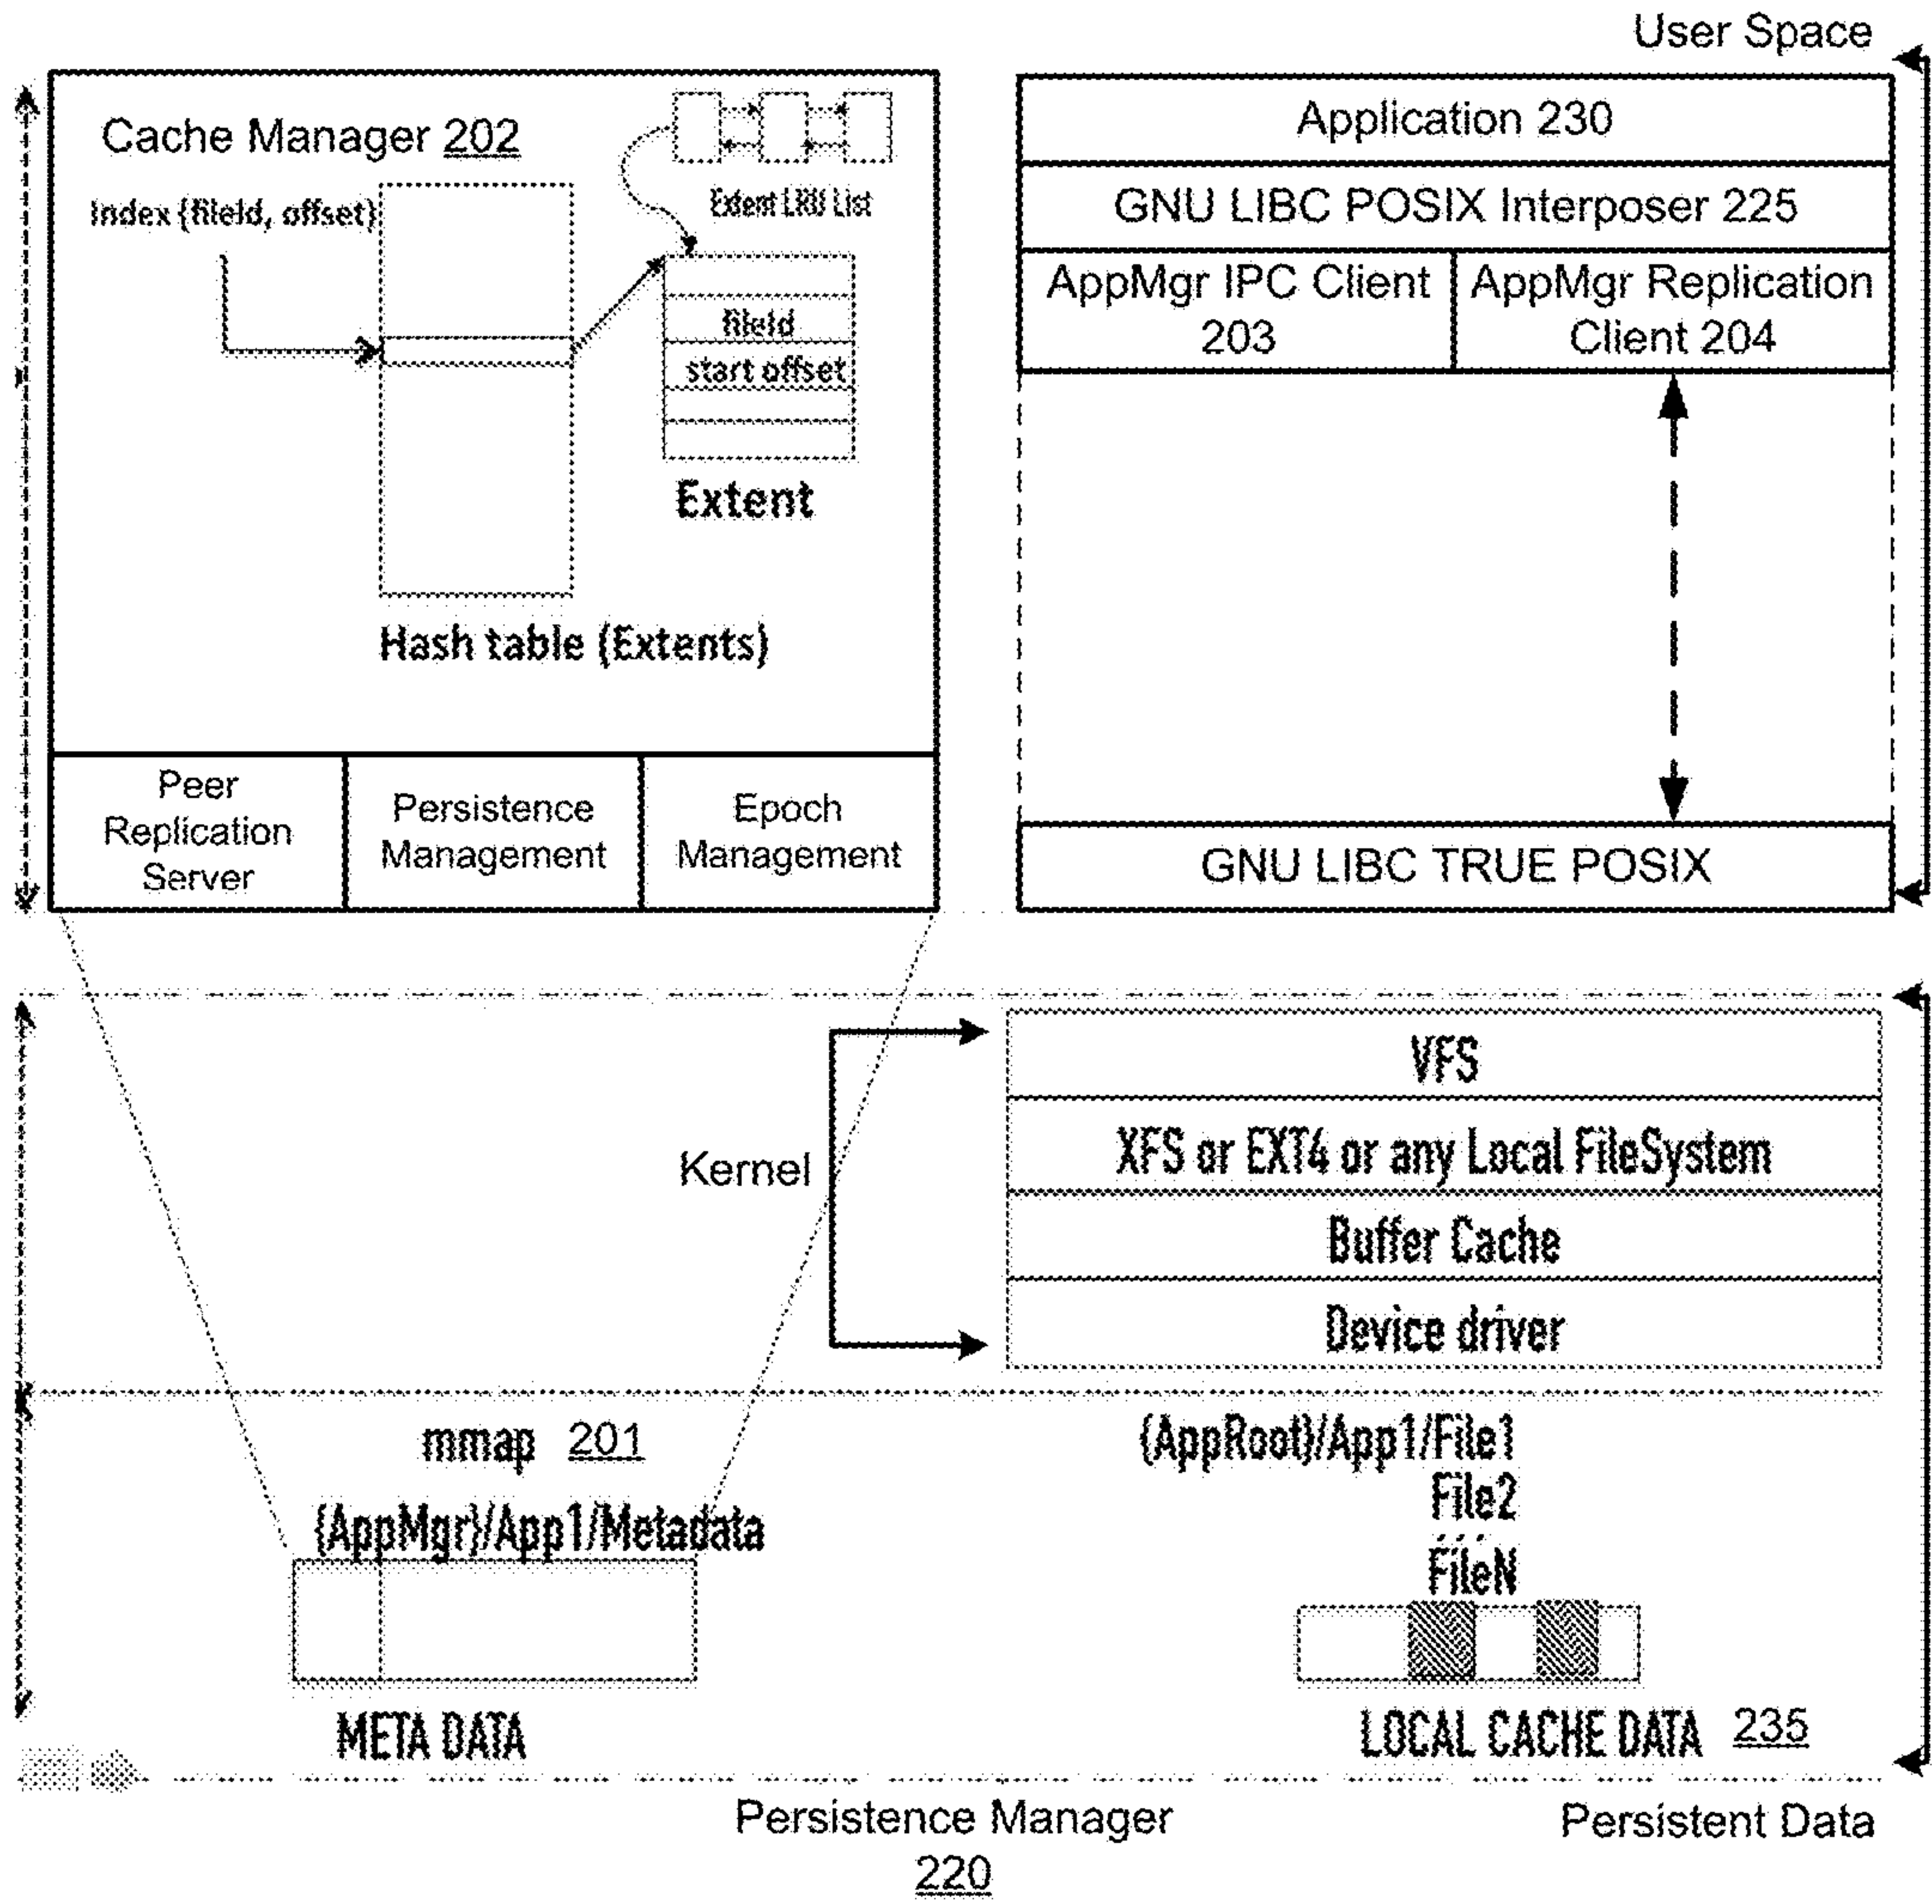 User Space
Cache Manager 202
Extent LRU List
Index {fileId, offset}
fileId
start offset
Extent
Hash table (Extents)
Peer
Replication
Server
Persistence
Management
Epoch
Management
Application 230
GNU LIBC POSIX Interposer 225
AppMgr IPC Client
203
AppMgr Replication
Client 204
GNU LIBC TRUE POSIX
Kernel
VFS
XFS or EXT4 or any Local FileSystem
Buffer Cache
Device driver
mmap 201
{AppMgr}/App1/Metadata
META DATA
{AppRoot}/App1/File1
File2
...
FileN
LOCAL CACHE DATA 235
Persistence Manager
220
Persistent Data